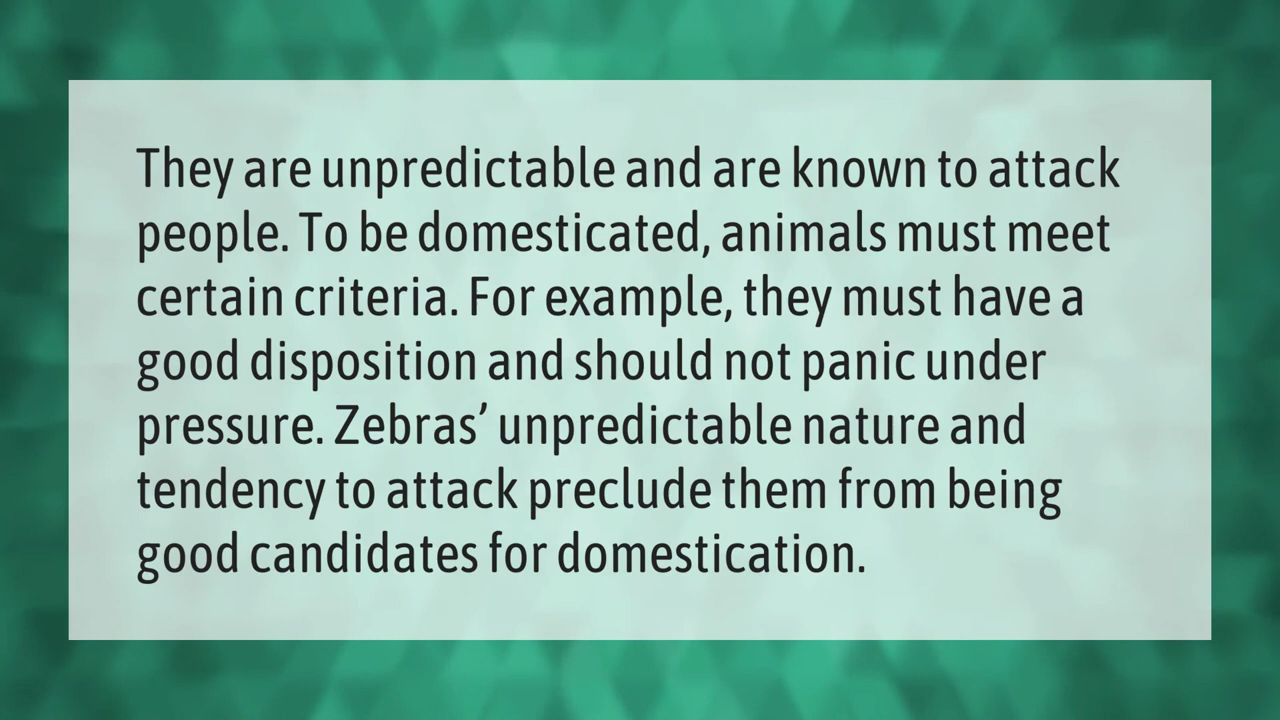 They are unpredictable and are known to attack
people. To be domesticated, animals must meet
certain criteria. For example, they must have a
good disposition and should not panic under
pressure. Zebras’ unpredictable nature and
tendency to attack preclude them from being
good candidates for domestication.